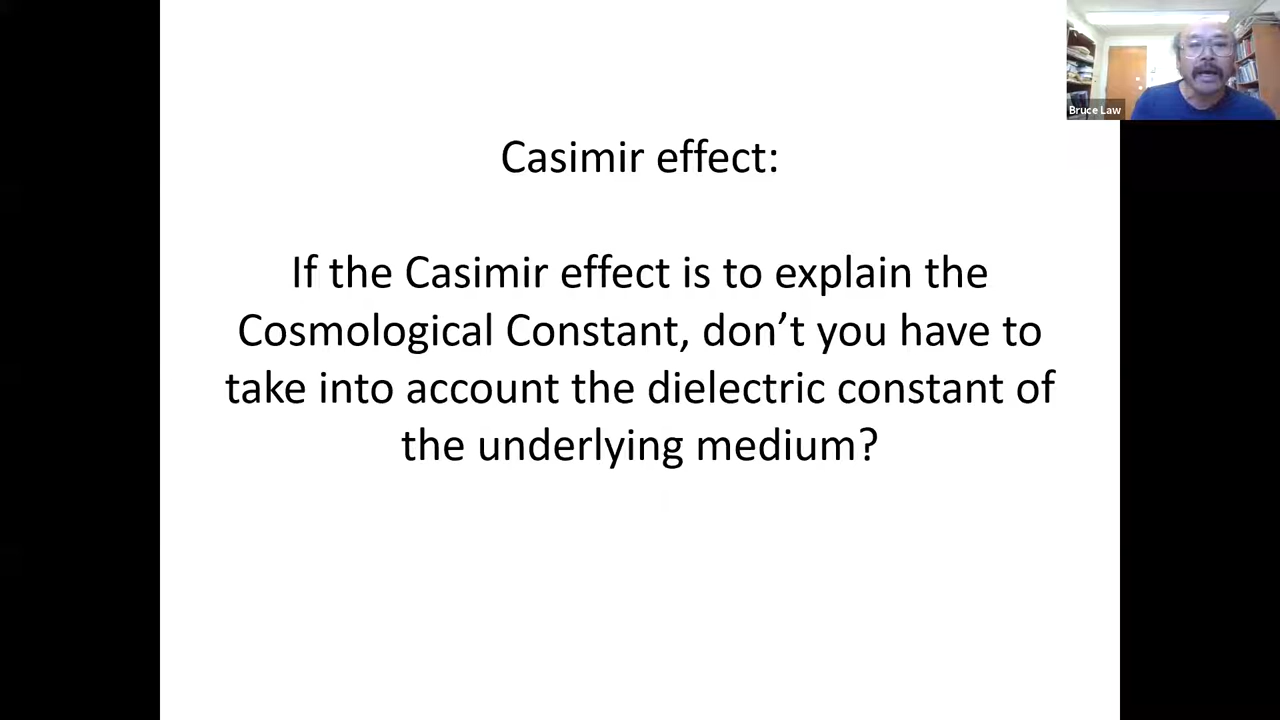 Bruce Law
Casimir effect:
If the Casimir effect is to explain the
Cosmological Constant, don’t you have to
take into account the dielectric constant of
the underlying medium?